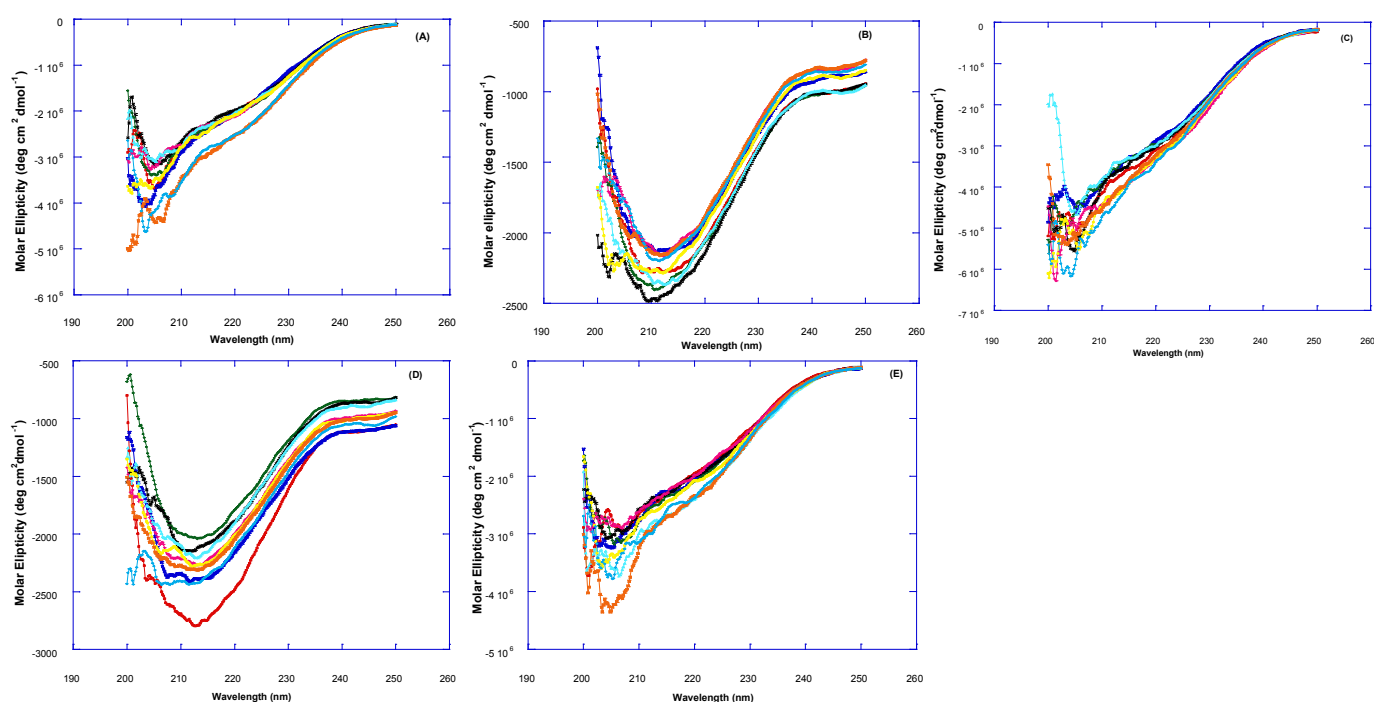 0
-1 10⁶
-2 10⁶
-3 10⁶
-4 10⁶
-5 10⁶
-6 10⁶
190 200 210 220 230 240 250 260
Wavelength (nm)
Molar Ellipticity (deg cm² dmol⁻¹)
(A)
-500
-1000
-1500
-2000
-2500
190 200 210 220 230 240 250 260
Wavelength (nm)
Molar ellipticity (deg cm² dmol⁻¹)
(B)
0
-1 10⁶
-2 10⁶
-3 10⁶
-4 10⁶
-5 10⁶
-6 10⁶
-7 10⁶
190 200 210 220 230 240 250 260
Wavelength (nm)
Molar Ellipticity (deg cm²dmol⁻¹)
(C)
-500
-1000
-1500
-2000
-2500
-3000
190 200 210 220 230 240 250 260
Wavelength (nm)
Molar Ellipticity (deg cm²dmol⁻¹)
(D)
0
-1 10⁶
-2 10⁶
-3 10⁶
-4 10⁶
-5 10⁶
190 200 210 220 230 240 250 260
Wavelength (nm)
Molar Ellipticity (deg cm² dmol⁻¹)
(E)